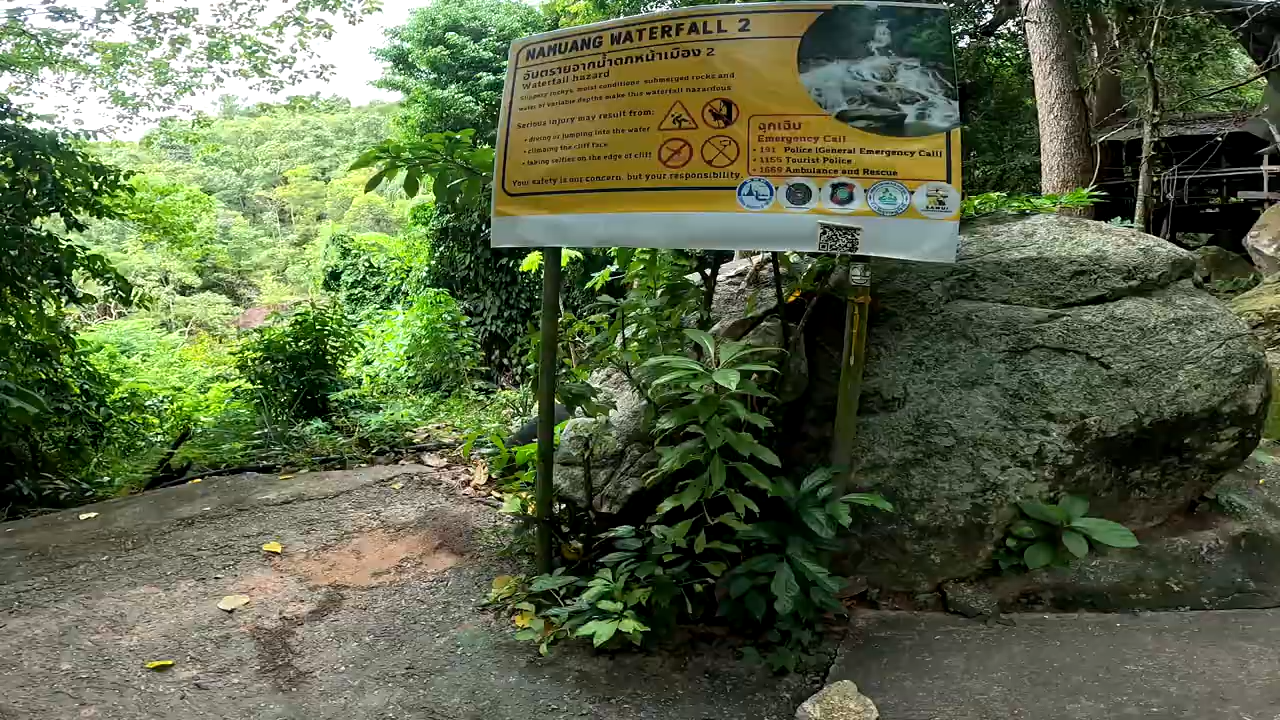 NAMUANG WATERFALL 2
อันตรายจากน้ำตกหน้าเมือง 2
Waterfall hazard
Slippery rocks, moist conditions submerged rocks and
water of variable depths make this waterfall hazardous
Serious injury may result from:
• diving or jumping into the water
• climbing the cliff face
• taking selfies on the edge of cliff
Your safety is our concern, but your responsibility.
ฉุกเฉิน
Emergency Call
• 191 Police (General Emergency Call)
• 1155 Tourist Police
• 1669 Ambulance and Rescue
SAMUI